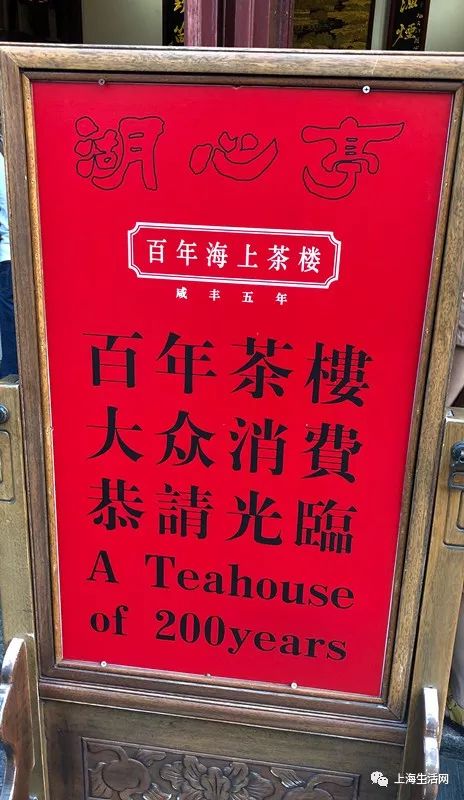 湖心亭
百年海上茶楼
咸丰五年
百年茶樓
大众消費
恭請光臨
A Teahouse
of 200years
上海生活网